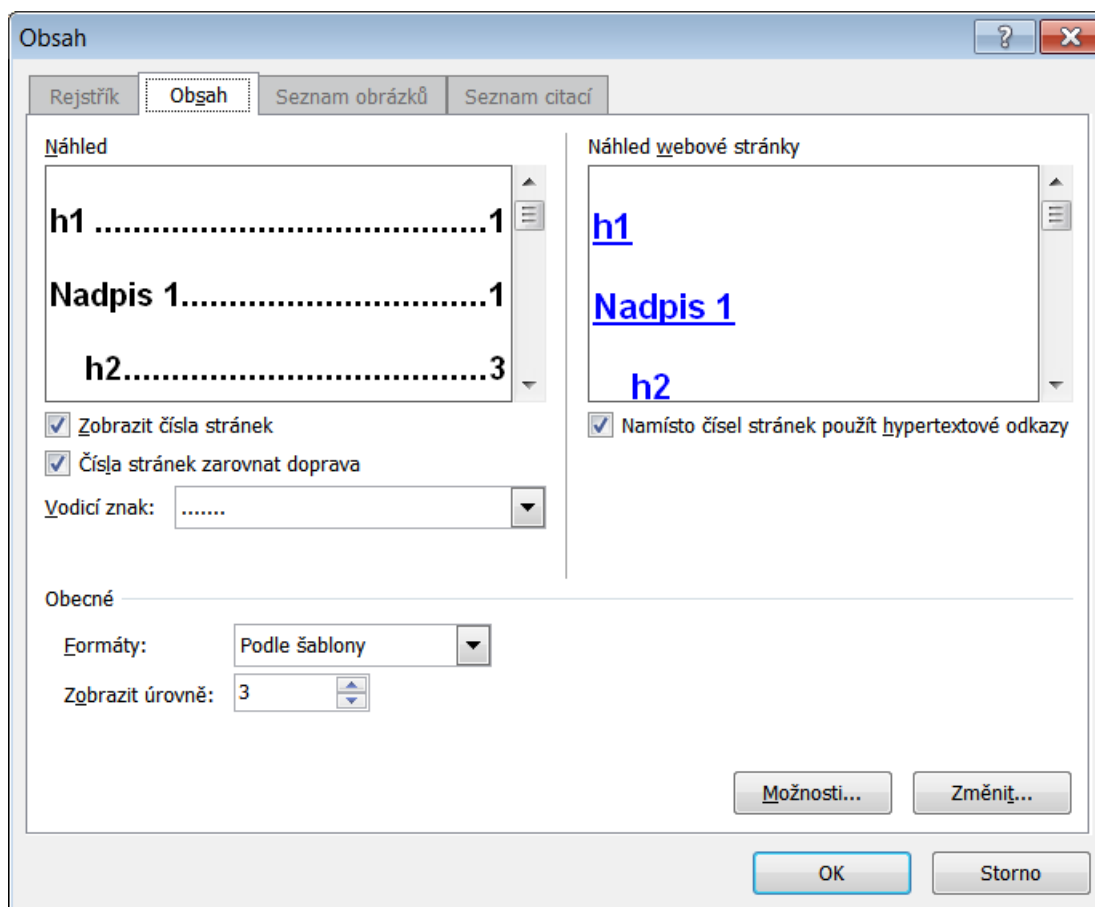 Obsah
Rejstřík Obsah Seznam obrázků Seznam citací
Náhled
h1 ..........................................1
Nadpis 1................................1
h2......................................3
Zobrazit čísla stránek
Čísla stránek zarovnat doprava
Vodicí znak: .......
Náhled webové stránky
h1
Nadpis 1
h2
Namísto čísel stránek použít hypertextové odkazy
Obecné
Formáty: Podle šablony
Zobrazit úrovně: 3
Možnosti... Změnit...
OK Storno